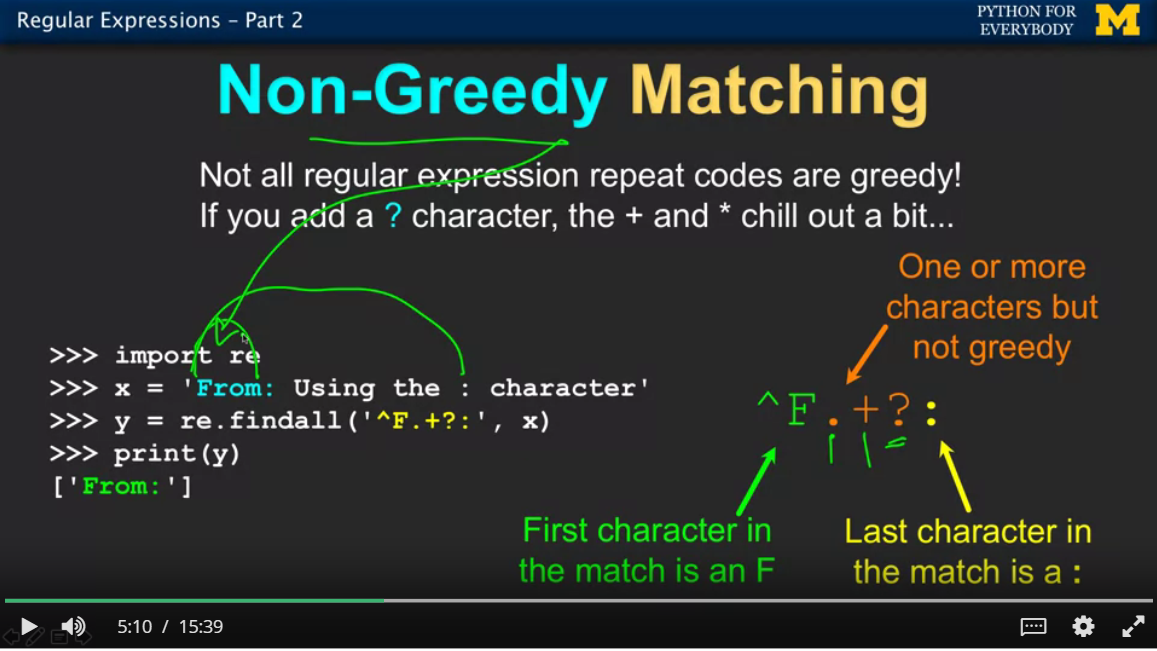 Regular Expressions – Part 2
PYTHON FOR
EVERYBODY
M
Non-Greedy Matching
Not all regular expression repeat codes are greedy!
If you add a ? character, the + and * chill out a bit...
One or more
characters but
not greedy
>>> import re
>>> x = 'From: Using the : character'
>>> y = re.findall('^F.+?:', x)
>>> print(y)
['From:']
^F.+?:
First character in
the match is an F
Last character in
the match is a :
5:10 / 15:39